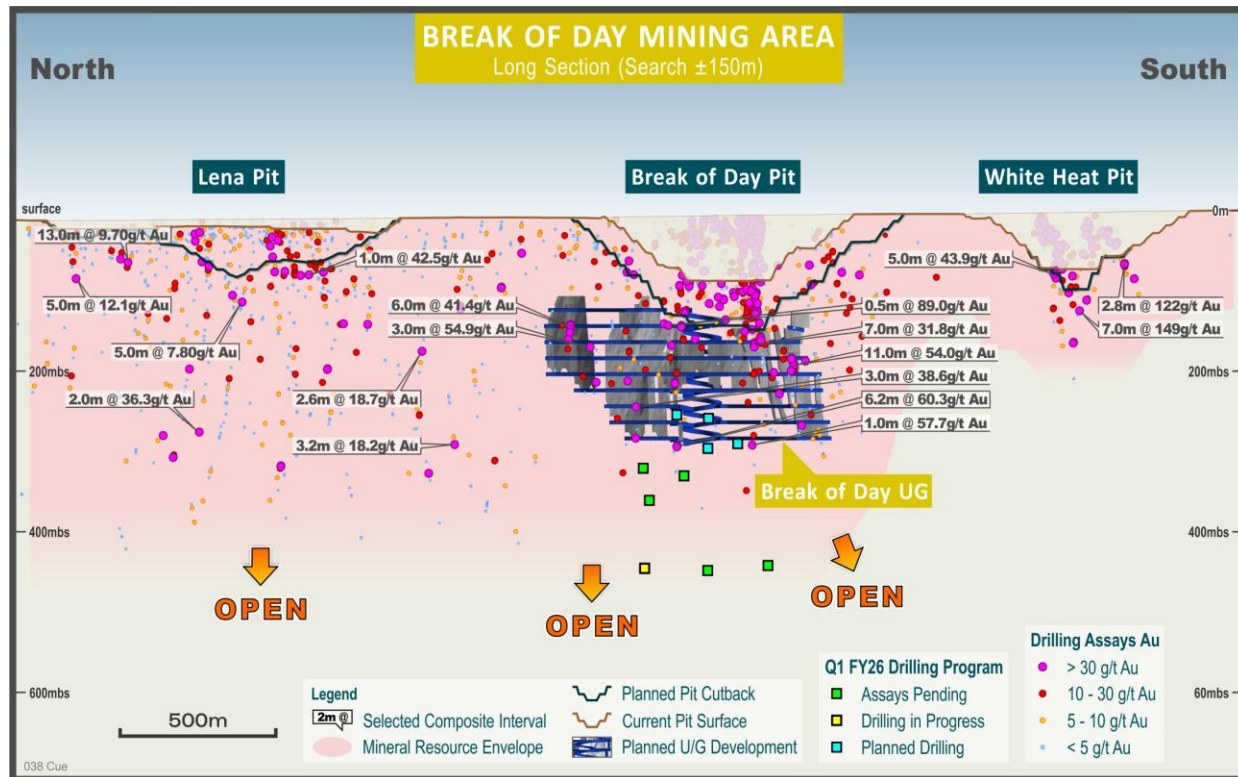 BREAK OF DAY MINING AREA
Long Section (Search ±150m)
North
South
Lena Pit
Break of Day Pit
White Heat Pit
surface
0m
13.0m @ 9.70g/t Au
1.0m @ 42.5g/t Au
5.0m @ 12.1g/t Au
5.0m @ 7.80g/t Au
2.0m @ 36.3g/t Au
2.6m @ 18.7g/t Au
3.2m @ 18.2g/t Au
6.0m @ 41.4g/t Au
3.0m @ 54.9g/t Au
0.5m @ 89.0g/t Au
7.0m @ 31.8g/t Au
11.0m @ 54.0g/t Au
3.0m @ 38.6g/t Au
6.2m @ 60.3g/t Au
1.0m @ 57.7g/t Au
5.0m @ 43.9g/t Au
2.8m @ 122g/t Au
7.0m @ 149g/t Au
200mbs
200mbs
Break of Day UG
400mbs
400mbs
OPEN
OPEN
OPEN
600mbs
60mbs
500m
Legend
2m @
Selected Composite Interval
Mineral Resource Envelope
Planned Pit Cutback
Current Pit Surface
Planned U/G Development
Q1 FY26 Drilling Program
Assays Pending
Drilling in Progress
Planned Drilling
Drilling Assays Au
> 30 g/t Au
10 - 30 g/t Au
5 - 10 g/t Au
< 5 g/t Au
038 Cue